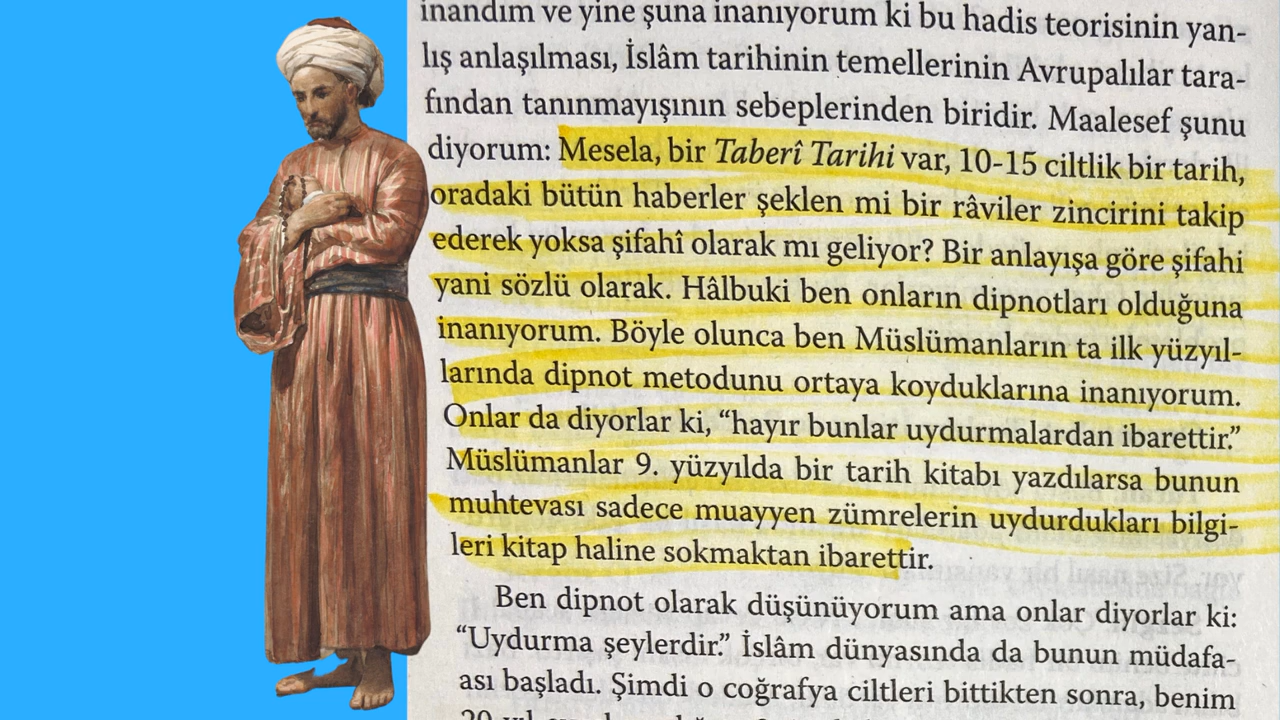 inandım ve yine şuna inanıyorum ki bu hadis teorisinin yan-
lış anlaşılması, İslâm tarihinin temellerinin Avrupalılar tara-
fından tanınmayışının sebeplerinden biridir. Maalesef şunu
diyorum: Mesela, bir Taberî Tarihi var, 10-15 ciltlik bir tarih,
oradaki bütün haberler şeklen mi bir râviler zincirini takip
ederek yoksa şifahî olarak mı geliyor? Bir anlayışa göre şifahi
yani sözlü olarak. Hâlbuki ben onların dipnotları olduğuna
inanıyorum. Böyle olunca ben Müslümanların ta ilk yüzyıl-
larında dipnot metodunu ortaya koyduklarına inanıyorum.
Onlar da diyorlar ki, “hayır bunlar uydurmalardan ibarettir.”
Müslümanlar 9. yüzyılda bir tarih kitabı yazdılarsa bunun
muhtevası sadece muayyen zümrelerin uydurdukları bilgi-
leri kitap haline sokmaktan ibarettir.
Ben dipnot olarak düşünüyorum ama onlar diyorlar ki:
“Uydurma şeylerdir.” İslâm dünyasında da bunun müdafa-
ası başladı. Şimdi o coğrafya ciltleri bittikten sonra, benim